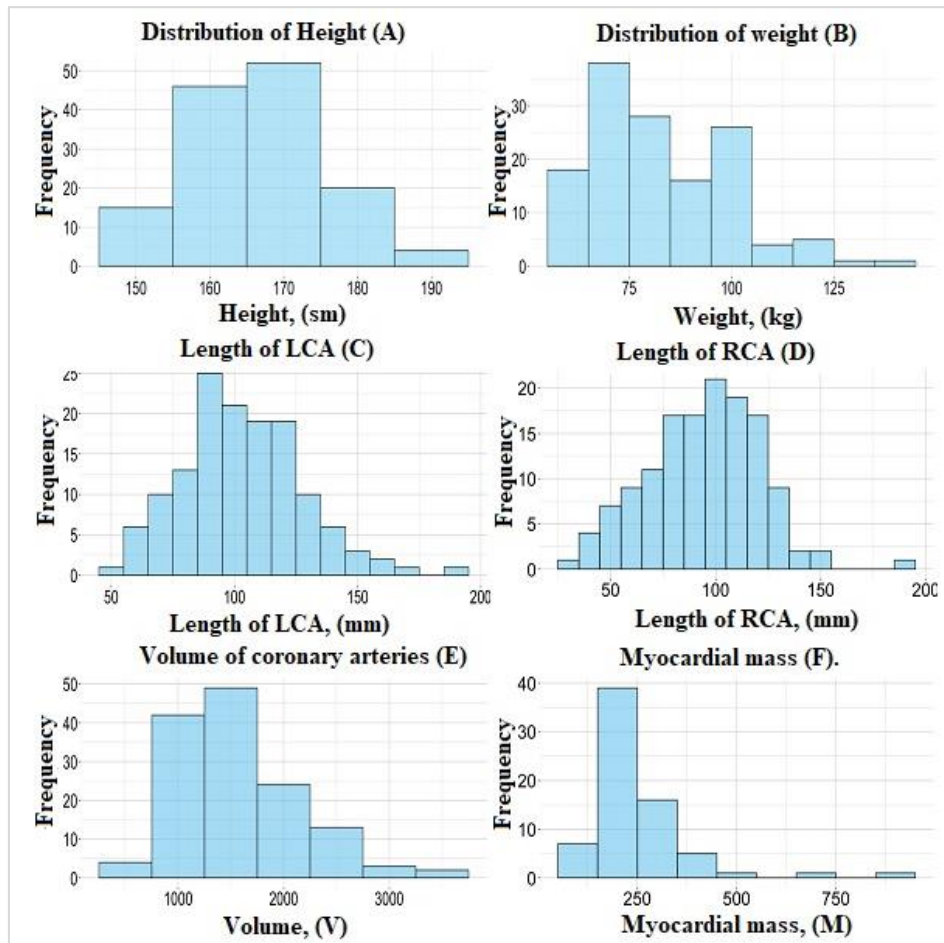 Distribution of Height (A)
Frequency
50
40
30
20
10
0
150 160 170 180 190
Height, (sm)
Distribution of weight (B)
Frequency
30
20
10
0
75 100 125
Weight, (kg)
Length of LCA (C)
Frequency
25
20
15
10
5
0
50 100 150 200
Length of LCA, (mm)
Length of RCA (D)
Frequency
20
15
10
5
0
50 100 150 200
Length of RCA, (mm)
Volume of coronary arteries (E)
Frequency
50
40
30
20
10
0
1000 2000 3000
Volume, (V)
Myocardial mass (F).
Frequency
40
30
20
10
0
250 500 750
Myocardial mass, (M)